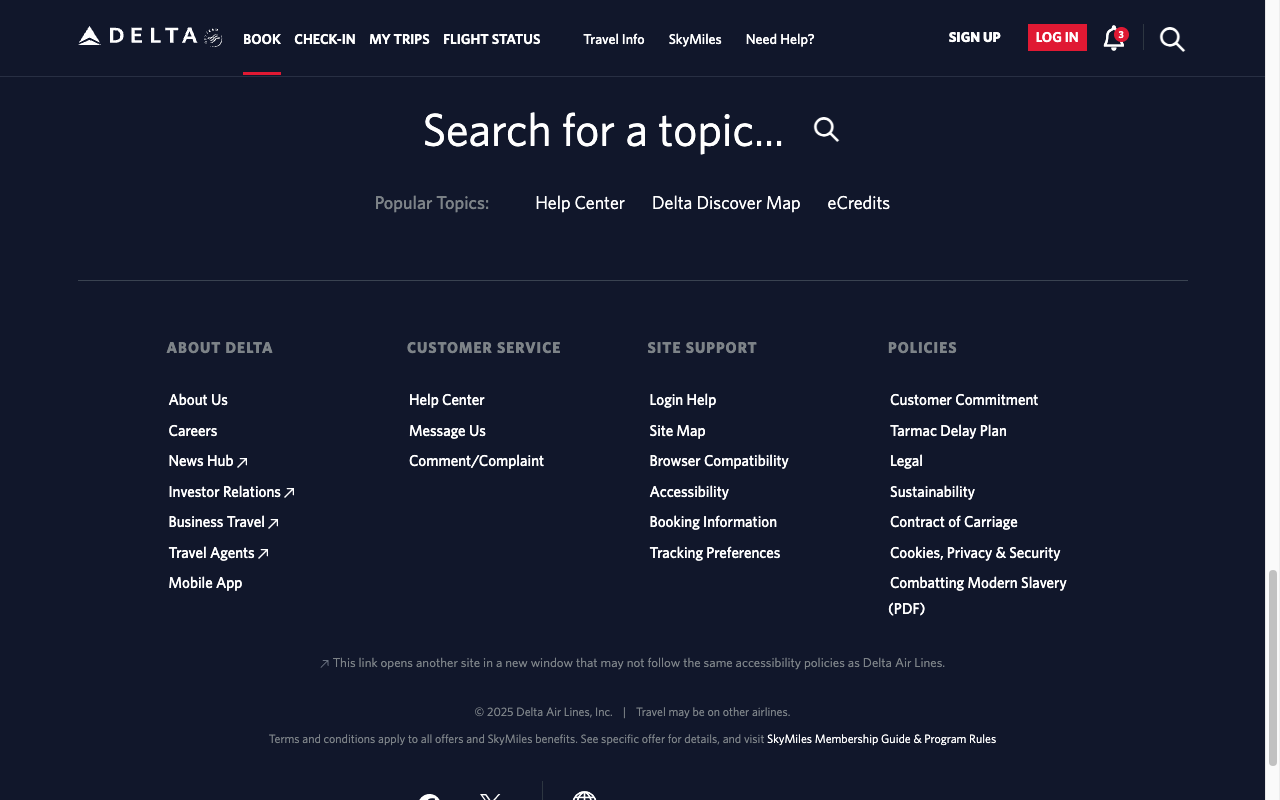 DELTA BOOK CHECK-IN MY TRIPS FLIGHT STATUS Travel Info SkyMiles Need Help? SIGN UP LOG IN 3
Search for a topic...
Popular Topics: Help Center Delta Discover Map eCredits
ABOUT DELTA
About Us
Careers
News Hub
Investor Relations
Business Travel
Travel Agents
Mobile App
CUSTOMER SERVICE
Help Center
Message Us
Comment/Complaint
SITE SUPPORT
Login Help
Site Map
Browser Compatibility
Accessibility
Booking Information
Tracking Preferences
POLICIES
Customer Commitment
Tarmac Delay Plan
Legal
Sustainability
Contract of Carriage
Cookies, Privacy & Security
Combatting Modern Slavery
(PDF)
This link opens another site in a new window that may not follow the same accessibility policies as Delta Air Lines.
© 2025 Delta Air Lines, Inc. | Travel may be on other airlines.
Terms and conditions apply to all offers and SkyMiles benefits. See specific offer for details, and visit SkyMiles Membership Guide & Program Rules